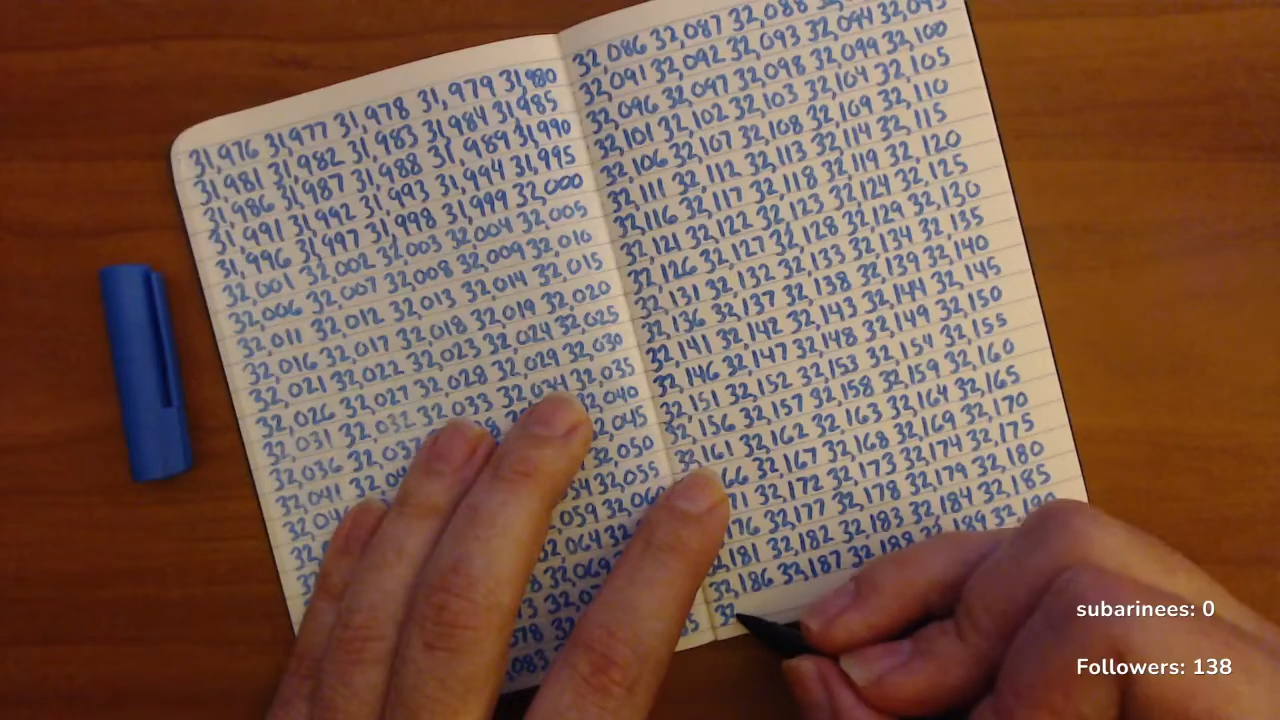 31,976 31,977 31,978 31,979 31,980
31,981 31,982 31,983 31,984 31,985
31,986 31,987 31,988 31,989 31,990
31,991 31,992 31,993 31,994 31,995
31,996 31,997 31,998 31,999 32,000
32,001 32,002 32,003 32,004 32,005
32,006 32,007 32,008 32,009 32,010
32,011 32,012 32,013 32,014 32,015
32,016 32,017 32,018 32,019 32,020
32,021 32,022 32,023 32,024 32,025
32,026 32,027 32,028 32,029 32,030
32,031 32,032 32,033 32,034 32,035
32,036 32,037 32,040
32,041 32,045
32,050
32,055
32,059 32,060
32,064
32,069
32,086 32,087 32,088
32,091 32,092 32,093 32,094 32,095
32,096 32,097 32,098 32,099 32,100
32,101 32,102 32,103 32,104 32,105
32,106 32,107 32,108 32,109 32,110
32,111 32,112 32,113 32,114 32,115
32,116 32,117 32,118 32,119 32,120
32,121 32,122 32,123 32,124 32,125
32,126 32,127 32,128 32,129 32,130
32,131 32,132 32,133 32,134 32,135
32,136 32,137 32,138 32,139 32,140
32,141 32,142 32,143 32,144 32,145
32,146 32,147 32,148 32,149 32,150
32,151 32,152 32,153 32,154 32,155
32,156 32,157 32,158 32,159 32,160
32,161 32,162 32,163 32,164 32,165
66 32,167 32,168 32,169 32,170
71 32,172 32,173 32,174 32,175
176 32,177 32,178 32,179 32,180
32,181 32,182 32,183 32,184 32,185
32,186 32,187 32,188 32,189 32,190
32
subarinees: 0
Followers: 138